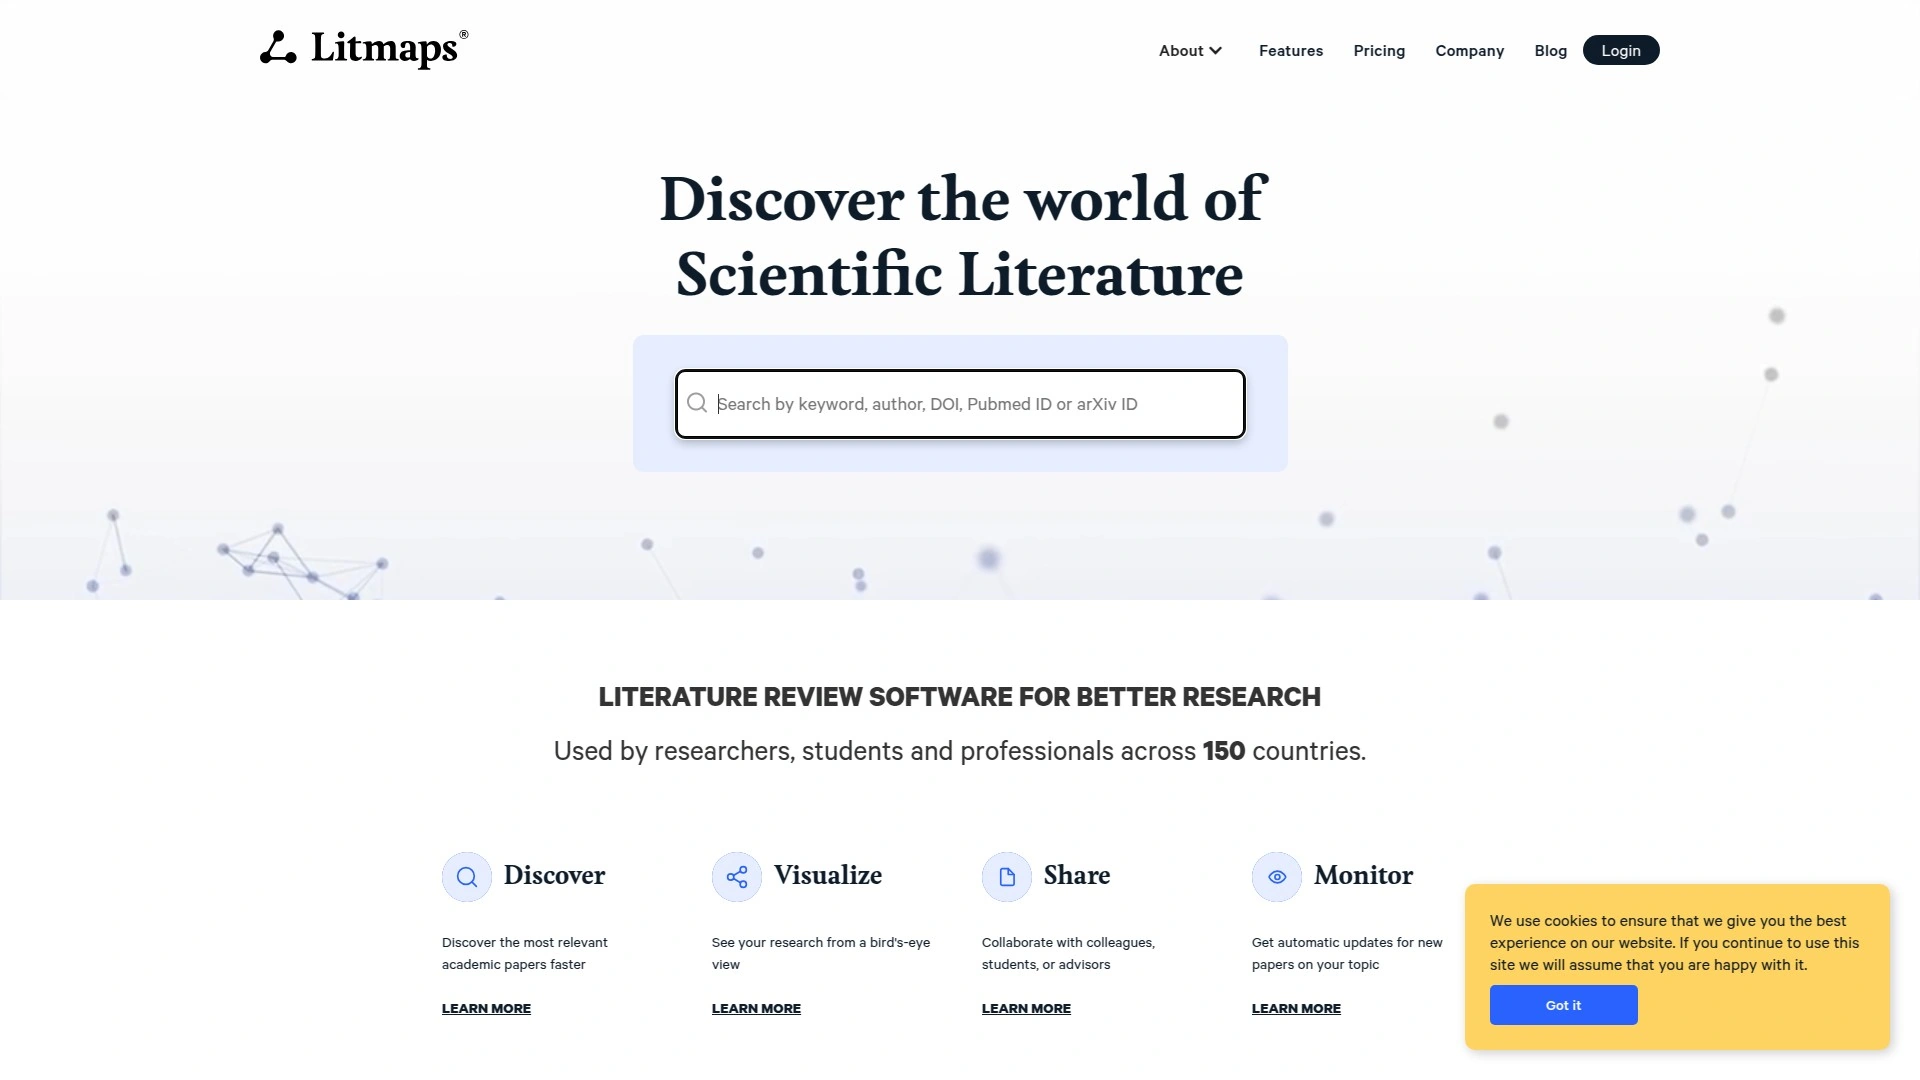 Litmaps®
About
Features
Pricing
Company
Blog
Login
Discover the world of
Scientific Literature
Search by keyword, author, DOI, Pubmed ID or arXiv ID
LITERATURE REVIEW SOFTWARE FOR BETTER RESEARCH
Used by researchers, students and professionals across 150 countries.
Discover
Discover the most relevant
academic papers faster
LEARN MORE
Visualize
See your research from a bird's-eye
view
LEARN MORE
Share
Collaborate with colleagues,
students, or advisors
LEARN MORE
Monitor
Get automatic updates for new
papers on your topic
LEARN MORE
We use cookies to ensure that we give you the best
experience on our website. If you continue to use this
site we will assume that you are happy with it.
Got it